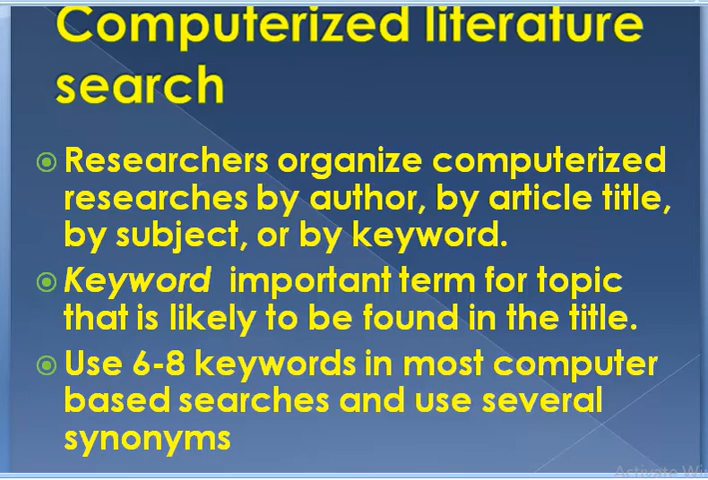 Computerized literature
search
Researchers organize computerized
researches by author, by article title,
by subject, or by keyword.
Keyword important term for topic
that is likely to be found in the title.
Use 6-8 keywords in most computer
based searches and use several
synonyms
Activate Wi